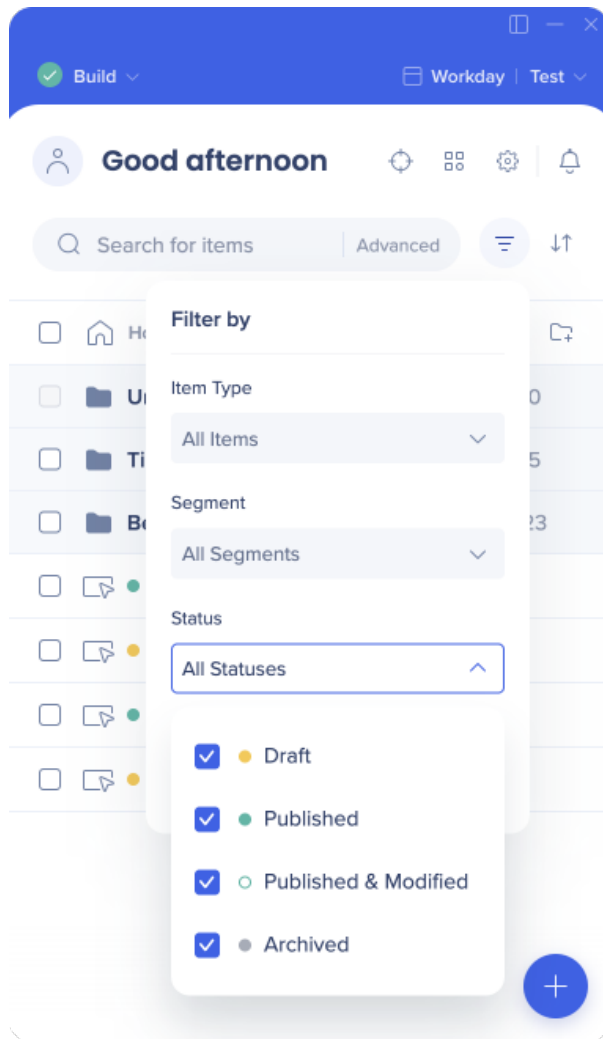 Build
Workday | Test
Good afternoon
Search for items
Advanced
Filter by
Item Type
All Items
Segment
All Segments
Status
All Statuses
Draft
Published
Published & Modified
Archived